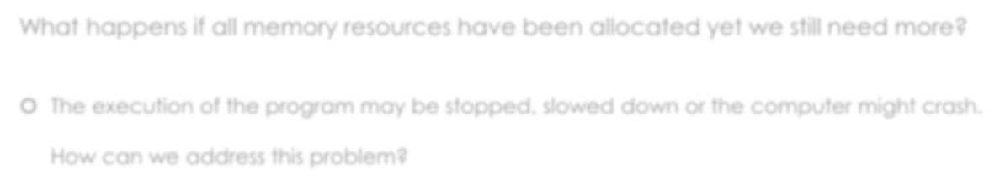 What happens if all memory resources have been allocated yet we still need more?
The execution of the program may be stopped, slowed down or the computer might crash.
How can we address this problem?